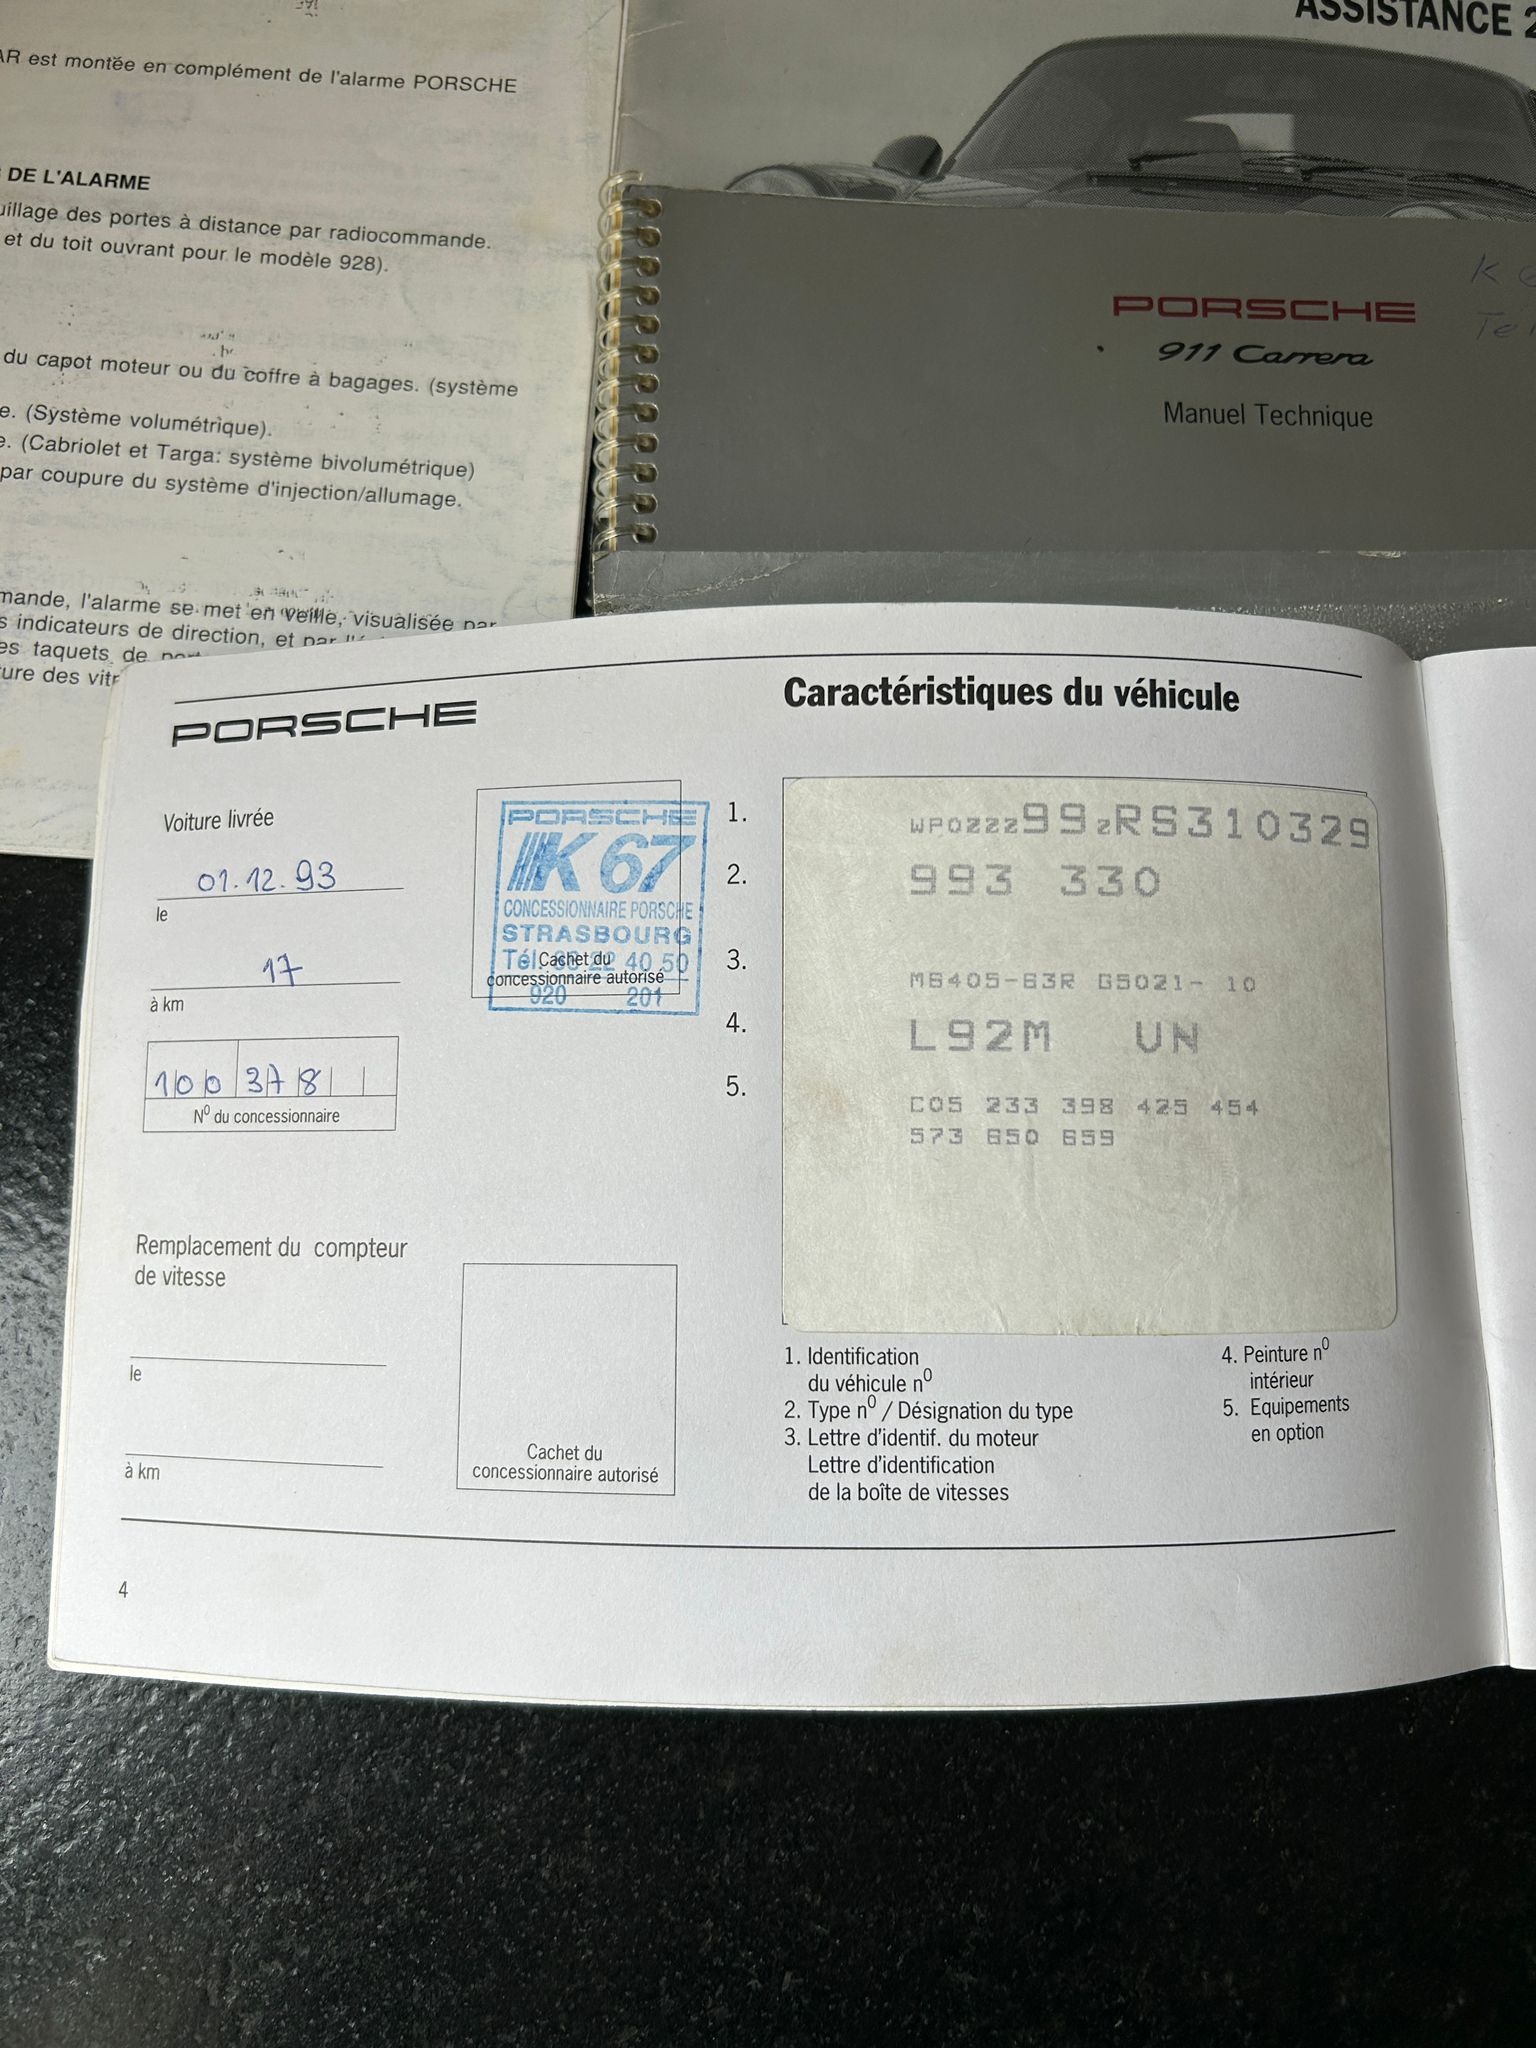 AR est montée en complément de l'alarme PORSCHE
DE L'ALARME
uillage des portes à distance par radiocommande.
et du toit ouvrant pour le modèle 928).
du capot moteur ou du coffre à bagages. (système
e. (Système volumétrique).
e. (Cabriolet et Targa: système bivolumétrique)
par coupure du système d'injection/allumage.
mande, l'alarme se met en veille, visualisée par
s indicateurs de direction, et par
es taquets de
ture des vitr
ASSISTANCE 2
PORSCHE
911 Carrera
Manuel Technique
K
PORSCHE
Caractéristiques du véhicule
Voiture livrée
01.12.93
le
17
à km
100 378
N° du concessionnaire
PORSCHE
K 67
CONCESSIONNAIRE PORSCHE
STRASBOURG
Tél. 88 22 40 50
920 201
Cachet du
concessionnaire autorisé
1.
WP0ZZZ99ZRS310329
2.
993 330
3.
M6405-63R G5021- 10
4.
L92M UN
5.
C05 233 398 425 454
573 650 659
Remplacement du compteur
de vitesse
le
à km
Cachet du
concessionnaire autorisé
1. Identification
du véhicule n°
2. Type n° / Désignation du type
3. Lettre d'identif. du moteur
Lettre d'identification
de la boîte de vitesses
4. Peinture n°
intérieur
5. Equipements
en option
4